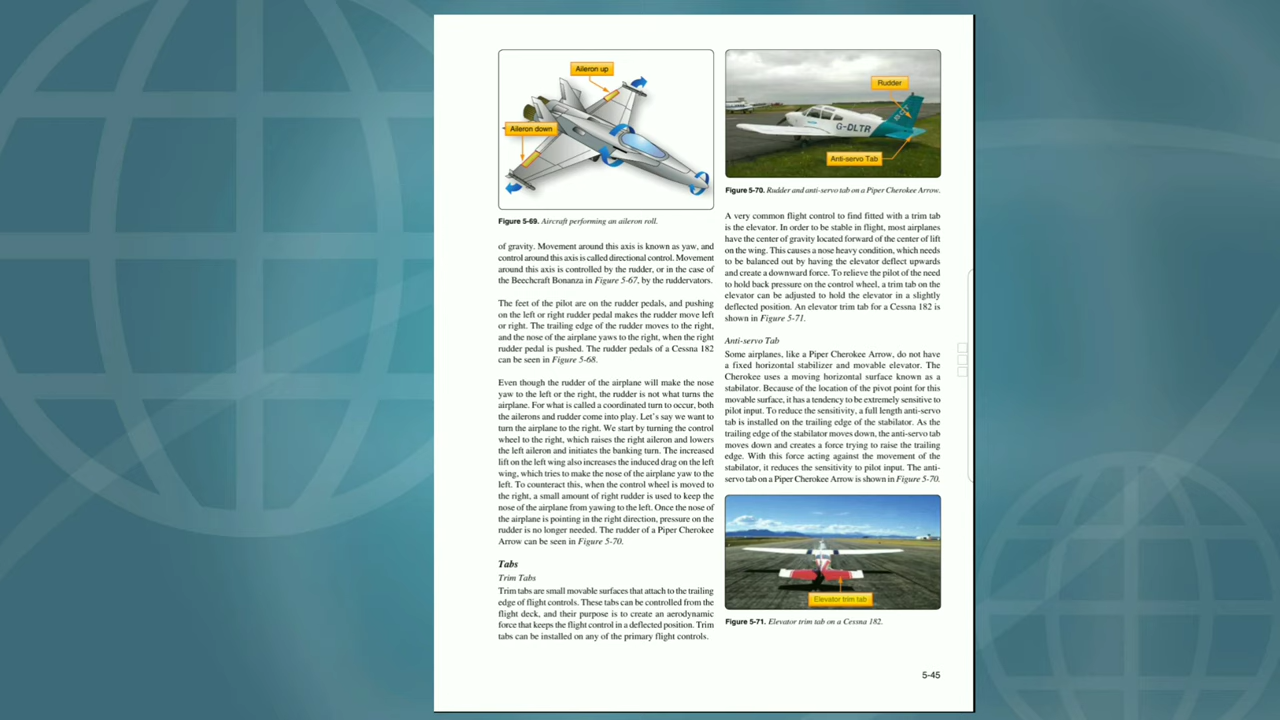 Aileron up
Aileron down
Figure 5-69. Aircraft performing an aileron roll.
of gravity. Movement around this axis is known as yaw, and
control around this axis is called directional control. Movement
around this axis is controlled by the rudder, or in the case of
the Beechcraft Bonanza in Figure 5-67, by the ruddervators.
The feet of the pilot are on the rudder pedals, and pushing
on the left or right rudder pedal makes the rudder move left
or right. The trailing edge of the rudder moves to the right,
and the nose of the airplane yaws to the right, when the right
rudder pedal is pushed. The rudder pedals of a Cessna 182
can be seen in Figure 5-68.
Even though the rudder of the airplane will make the nose
yaw to the left or the right, the rudder is not what turns the
airplane. For what is called a coordinated turn to occur, both
the ailerons and rudder come into play. Let's say we want to
turn the airplane to the right. We start by turning the control
wheel to the right, which raises the right aileron and lowers
the left aileron and initiates the banking turn. The increased
lift on the left wing also increases the induced drag on the left
wing, which tries to make the nose of the airplane yaw to the
left. To counteract this, when the control wheel is moved to
the right, a small amount of right rudder is used to keep the
nose of the airplane from yawing to the left. Once the nose of
the airplane is pointing in the right direction, pressure on the
rudder is no longer needed. The rudder of a Piper Cherokee
Arrow can be seen in Figure 5-70.
Tabs
Trim Tabs
Trim tabs are small movable surfaces that attach to the trailing
edge of flight controls. These tabs can be controlled from the
flight deck, and their purpose is to create an aerodynamic
force that keeps the flight control in a deflected position. Trim
tabs can be installed on any of the primary flight controls.
Rudder
G-DLTR
Anti-servo Tab
Figure 5-70. Rudder and anti-servo tab on a Piper Cherokee Arrow.
A very common flight control to find fitted with a trim tab
is the elevator. In order to be stable in flight, most airplanes
have the center of gravity located forward of the center of lift
on the wing. This causes a nose heavy condition, which needs
to be balanced out by having the elevator deflect upwards
and create a downward force. To relieve the pilot of the need
to hold back pressure on the control wheel, a trim tab on the
elevator can be adjusted to hold the elevator in a slightly
deflected position. An elevator trim tab for a Cessna 182 is
shown in Figure 5-71.
Anti-servo Tab
Some airplanes, like a Piper Cherokee Arrow, do not have
a fixed horizontal stabilizer and movable elevator. The
Cherokee uses a moving horizontal surface known as a
stabilator. Because of the location of the pivot point for this
movable surface, it has a tendency to be extremely sensitive to
pilot input. To reduce the sensitivity, a full length anti-servo
tab is installed on the trailing edge of the stabilator. As the
trailing edge of the stabilator moves down, the anti-servo tab
moves down and creates a force trying to raise the trailing
edge. With this force acting against the movement of the
stabilator, it reduces the sensitivity to pilot input. The anti-
servo tab on a Piper Cherokee Arrow is shown in Figure 5-70.
Elevator trim tab
Figure 5-71. Elevator trim tab on a Cessna 182.
5-45